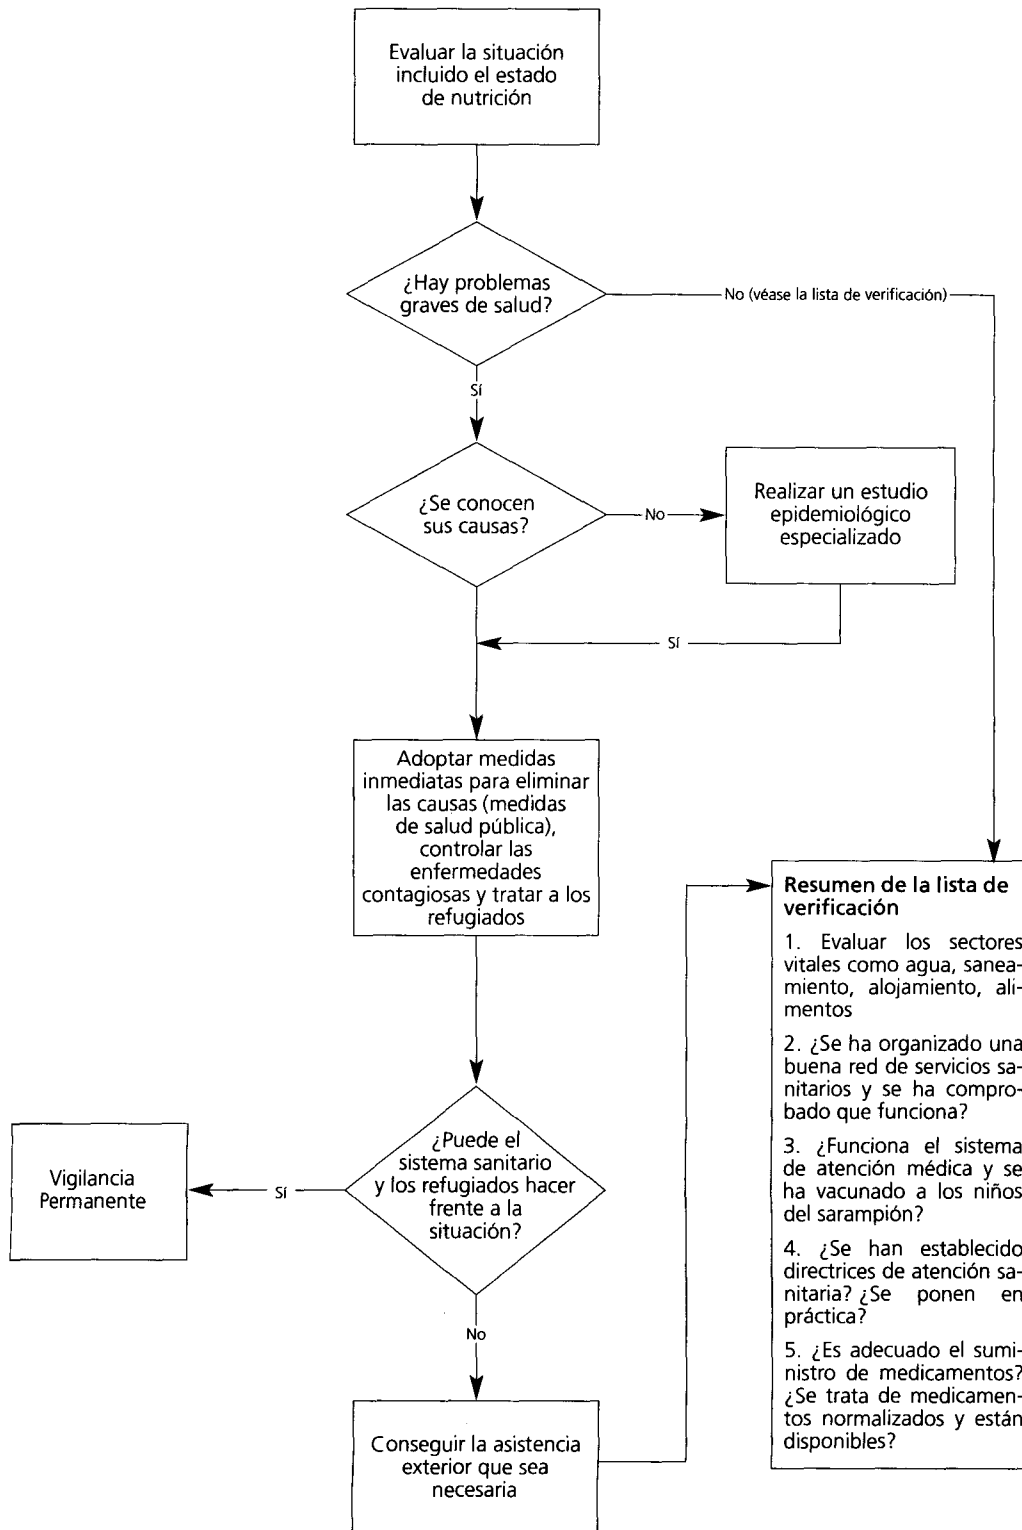 Evaluar la situación
incluido el estado
de nutrición
¿Hay problemas
graves de salud?
No (véase la lista de verificación)
Sí
¿Se conocen
sus causas?
No
Realizar un estudio
epidemiológico
especializado
Sí
Adoptar medidas
inmediatas para eliminar
las causas (medidas
de salud pública),
controlar las
enfermedades
contagiosas y tratar a los
refugiados
¿Puede el
sistema sanitario
y los refugiados hacer
frente a la
situación?
Sí
Vigilancia
Permanente
No
Conseguir la asistencia
exterior que sea
necesaria
Resumen de la lista de
verificación
1. Evaluar los sectores
vitales como agua, sanea-
miento, alojamiento, ali-
mentos
2. ¿Se ha organizado una
buena red de servicios sa-
nitarios y se ha compro-
bado que funciona?
3. ¿Funciona el sistema
de atención médica y se
ha vacunado a los niños
del sarampión?
4. ¿Se han establecido
directrices de atención sa-
nitaria? ¿Se ponen en
práctica?
5. ¿Es adecuado el sumi-
nistro de medicamentos?
¿Se trata de medicamen-
tos normalizados y están
disponibles?